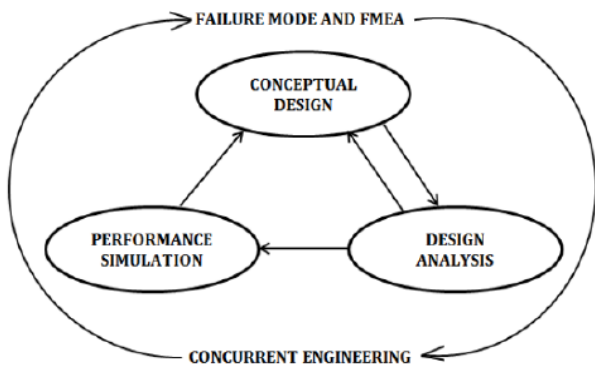 FAILURE MODE AND FMEA
CONCEPTUAL
DESIGN
PERFORMANCE
SIMULATION
DESIGN
ANALYSIS
CONCURRENT ENGINEERING